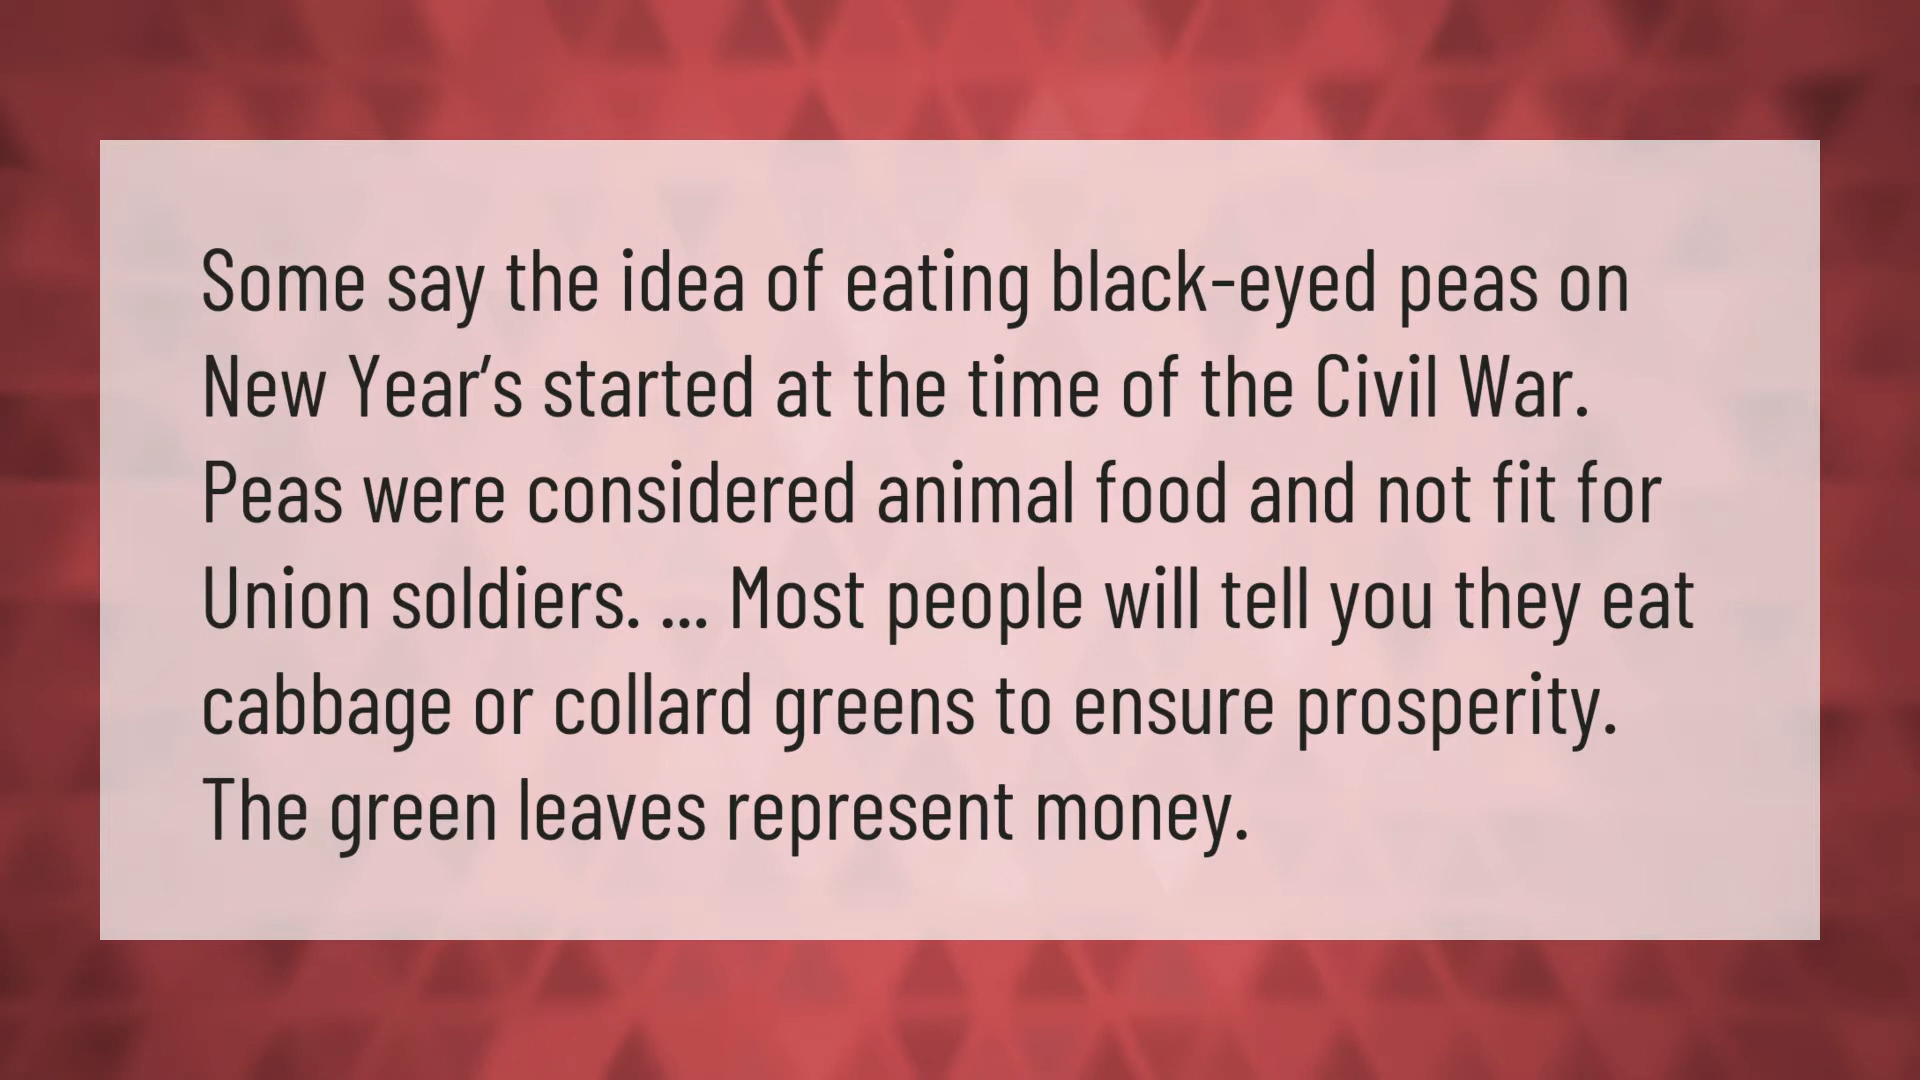 Some say the idea of eating black-eyed peas on
New Year’s started at the time of the Civil War.
Peas were considered animal food and not fit for
Union soldiers. ... Most people will tell you they eat
cabbage or collard greens to ensure prosperity.
The green leaves represent money.